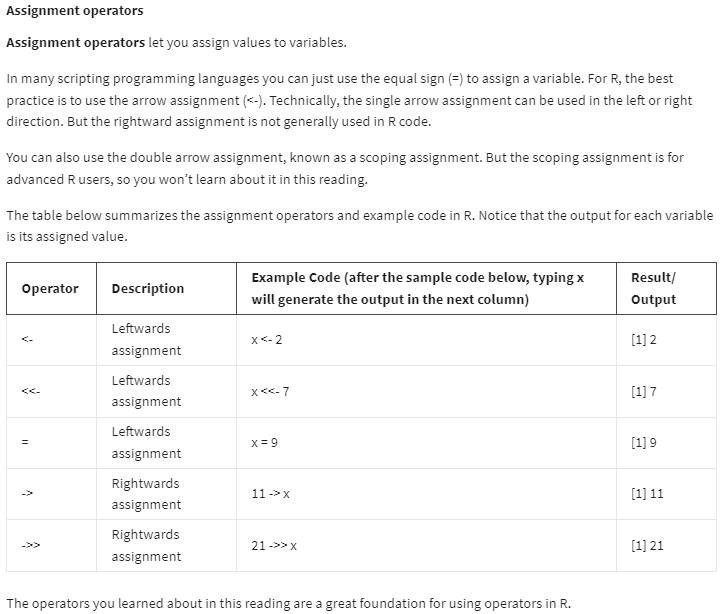 Assignment operators
Assignment operators let you assign values to variables.
In many scripting programming languages you can just use the equal sign (=) to assign a variable. For R, the best
practice is to use the arrow assignment (<-). Technically, the single arrow assignment can be used in the left or right
direction. But the rightward assignment is not generally used in R code.
You can also use the double arrow assignment, known as a scoping assignment. But the scoping assignment is for
advanced R users, so you won't learn about it in this reading.
The table below summarizes the assignment operators and example code in R. Notice that the output for each variable
is its assigned value.
Operator Description Example Code (after the sample code below, typing x will generate the output in the next column) Result/ Output
<- Leftwards assignment x <- 2 [1] 2
<<- Leftwards assignment x <<- 7 [1] 7
= Leftwards assignment x = 9 [1] 9
-> Rightwards assignment 11 -> x [1] 11
->> Rightwards assignment 21 ->> x [1] 21
The operators you learned about in this reading are a great foundation for using operators in R.